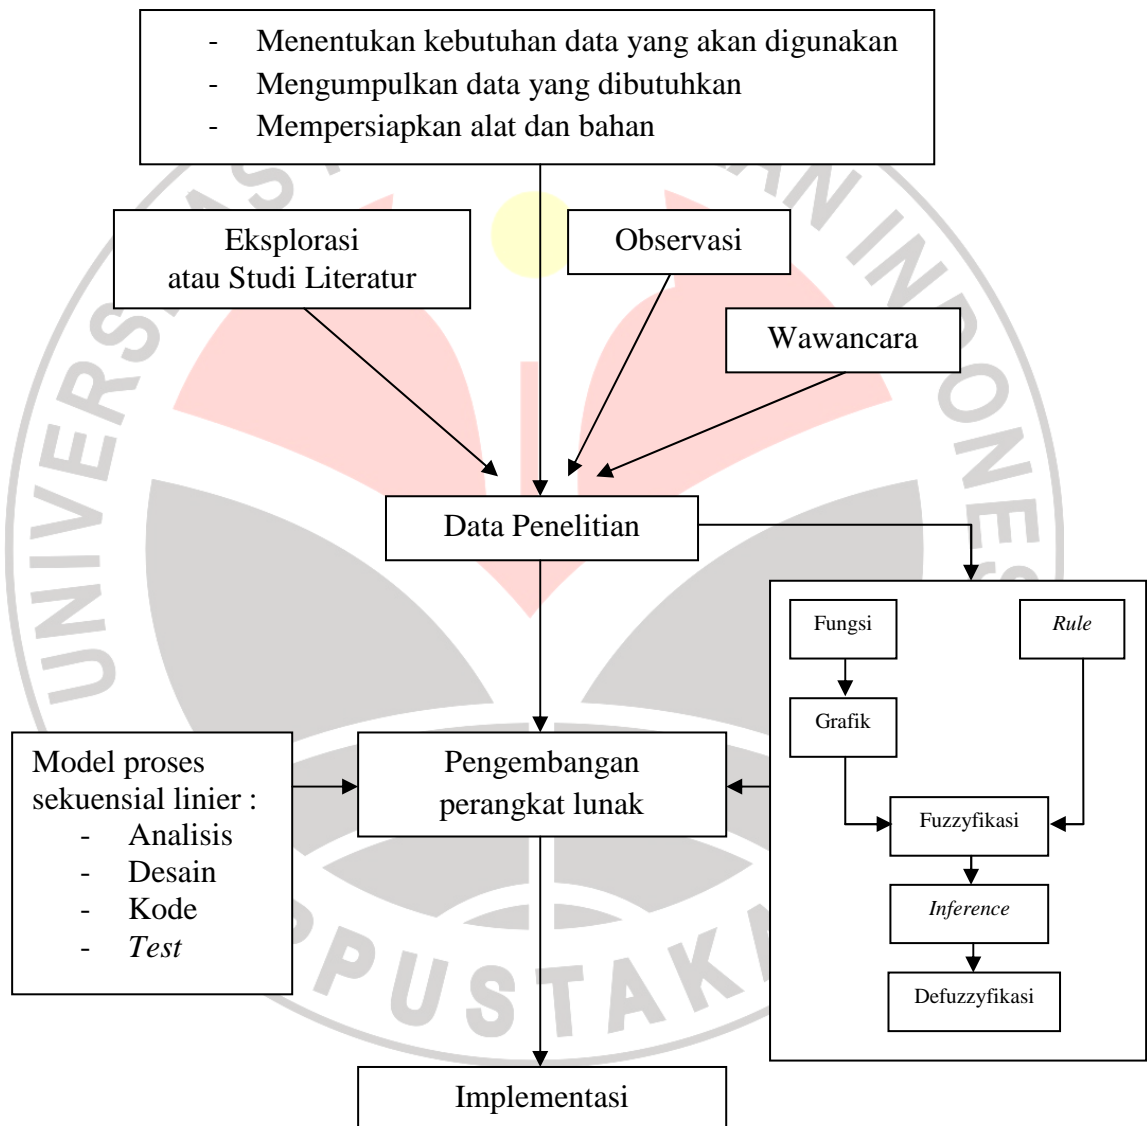 - Menentukan kebutuhan data yang akan digunakan
- Mengumpulkan data yang dibutuhkan
- Mempersiapkan alat dan bahan
Eksplorasi
atau Studi Literatur
Observasi
Wawancara
Data Penelitian
Fungsi
Rule
Grafik
Model proses
sekuensial linier :
- Analisis
- Desain
- Kode
- Test
Pengembangan
perangkat lunak
Fuzzyfikasi
Inference
Defuzzyfikasi
Implementasi